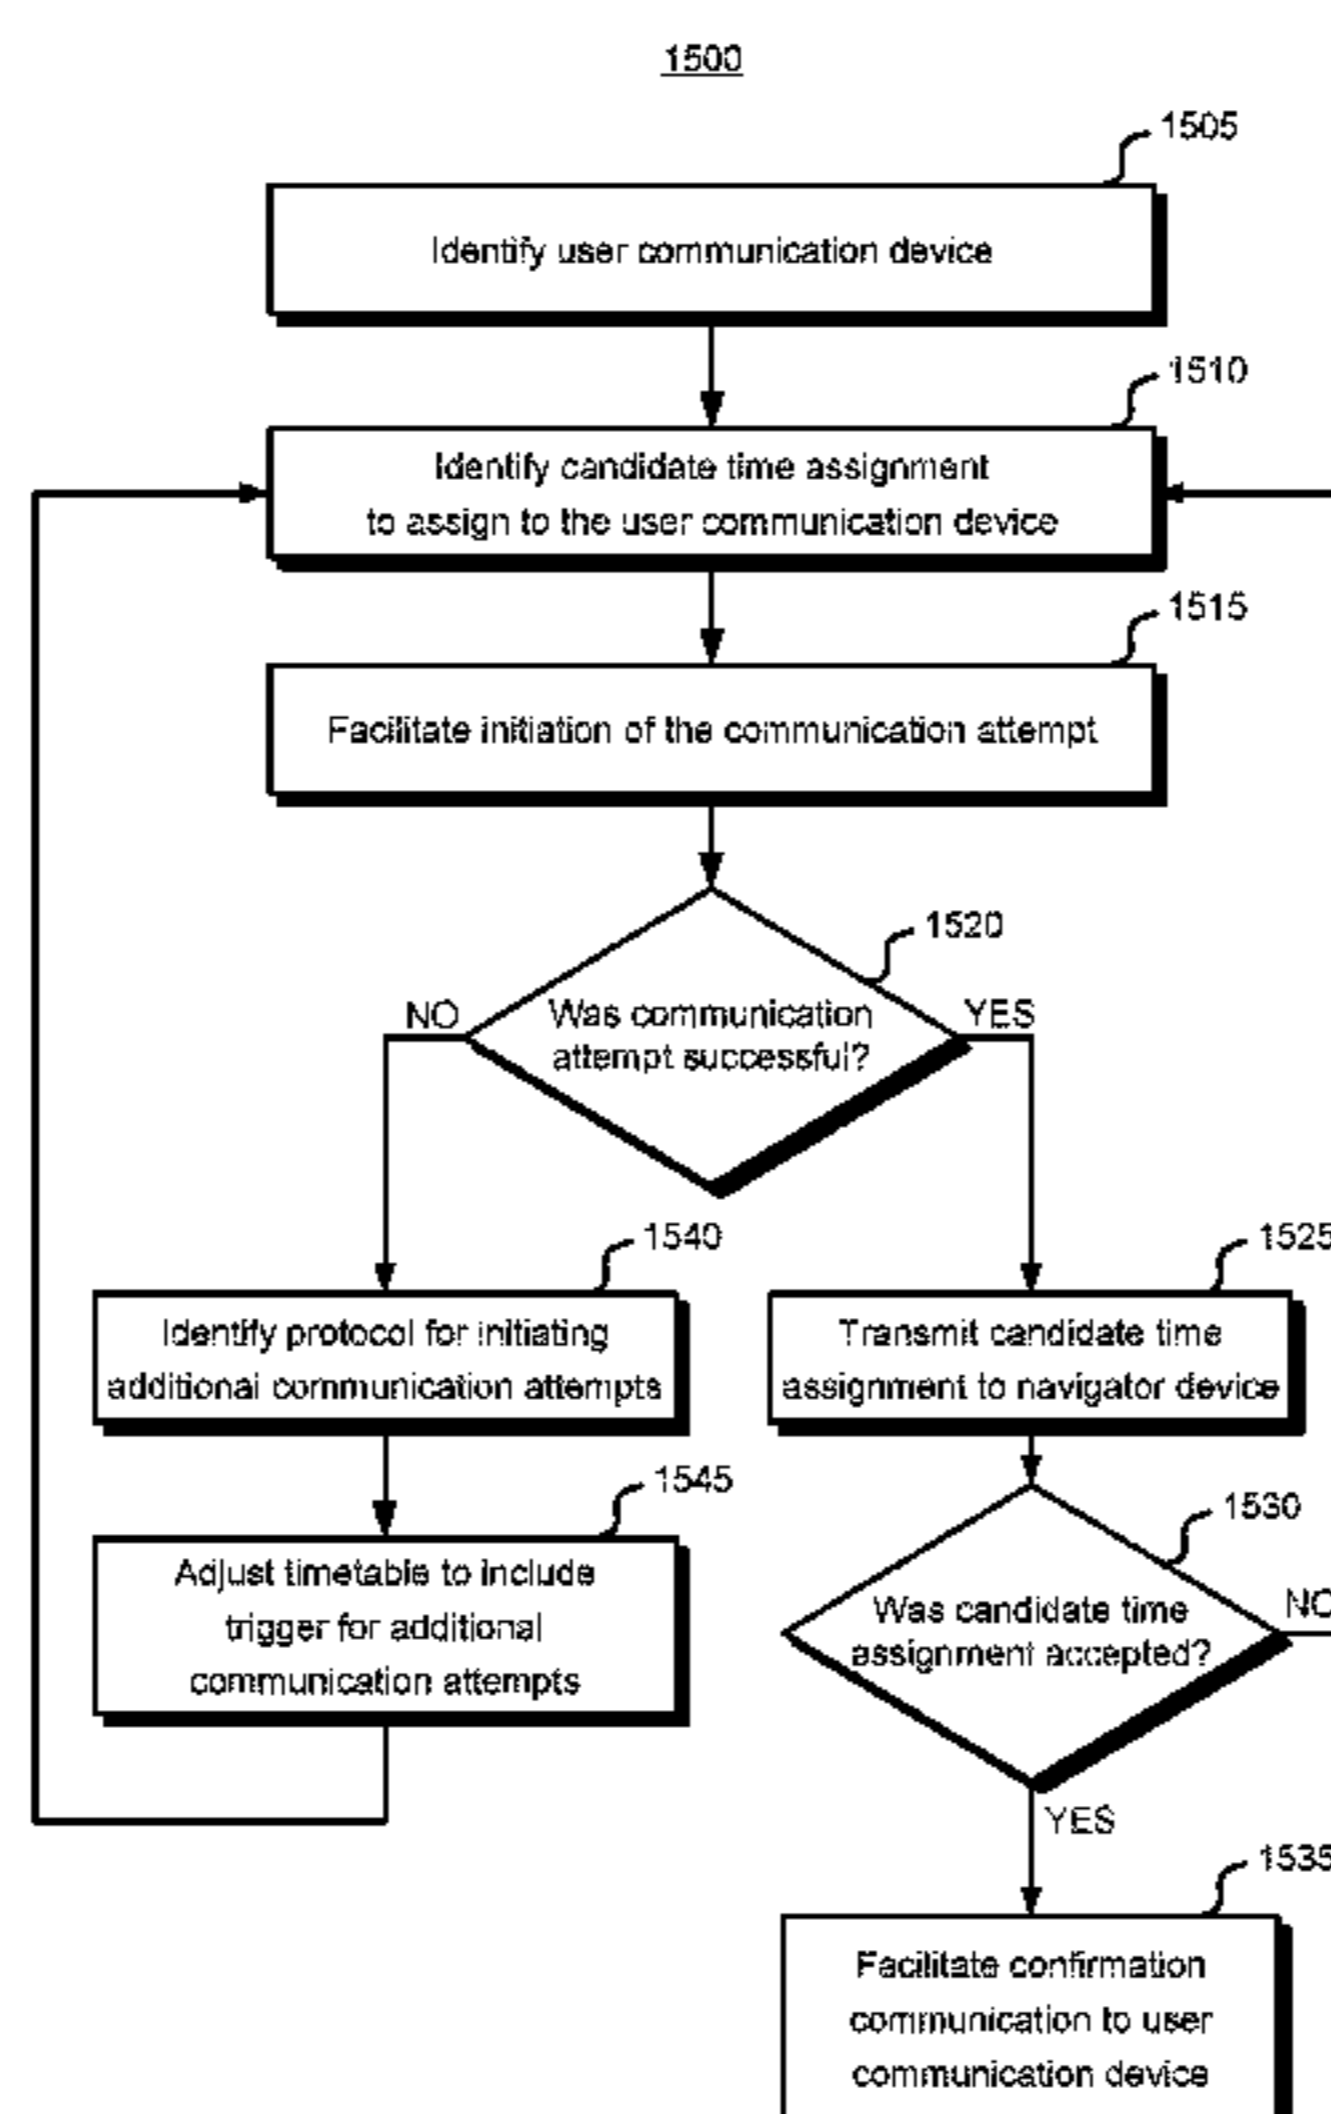 1500
1505
Identify user communication device
1510
Identify candidate time assignment
to assign to the user communication device
1515
Facilitate initiation of the communication attempt
1520
NO
Was communication
attempt successful?
YES
1540
Identify protocol for initiating
additional communication attempts
1525
Transmit candidate time
assignment to navigator device
1545
Adjust timetable to include
trigger for additional
communication attempts
1530
Was candidate time
assignment accepted?
NO
YES
1535
Facilitate confirmation
communication to user
communication device